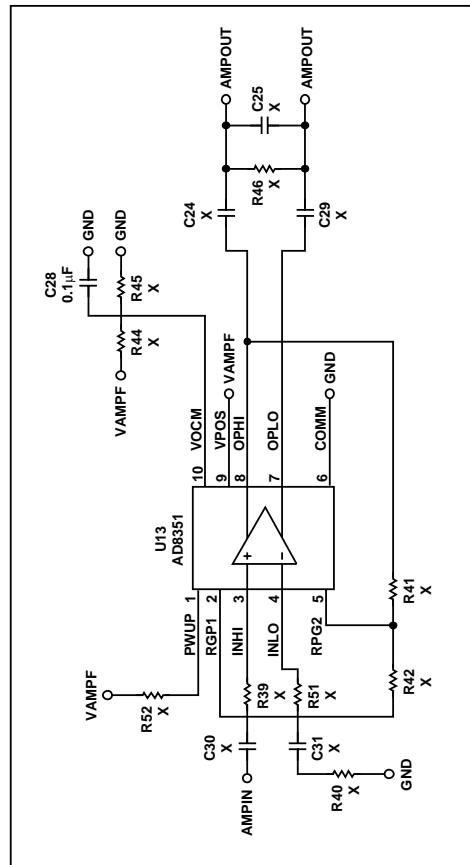 AMPOUT
AMPOUT
C25
X
R46
X
C24
X
C29
X
GND
GND
C28
0.1µF
R45
X
R44
X
VAMPF
VOCM
VPOS
VAMPF
OPHI
OPLO
COMM
GND
10
9
8
7
6
U13
AD8351
+
−
PWUP
RGP1
INHI
INLO
RPG2
1
2
3
4
5
VAMPF
R52
X
R39
X
R51
X
R41
X
R42
X
C30
X
C31
X
AMPIN
R40
X
GND